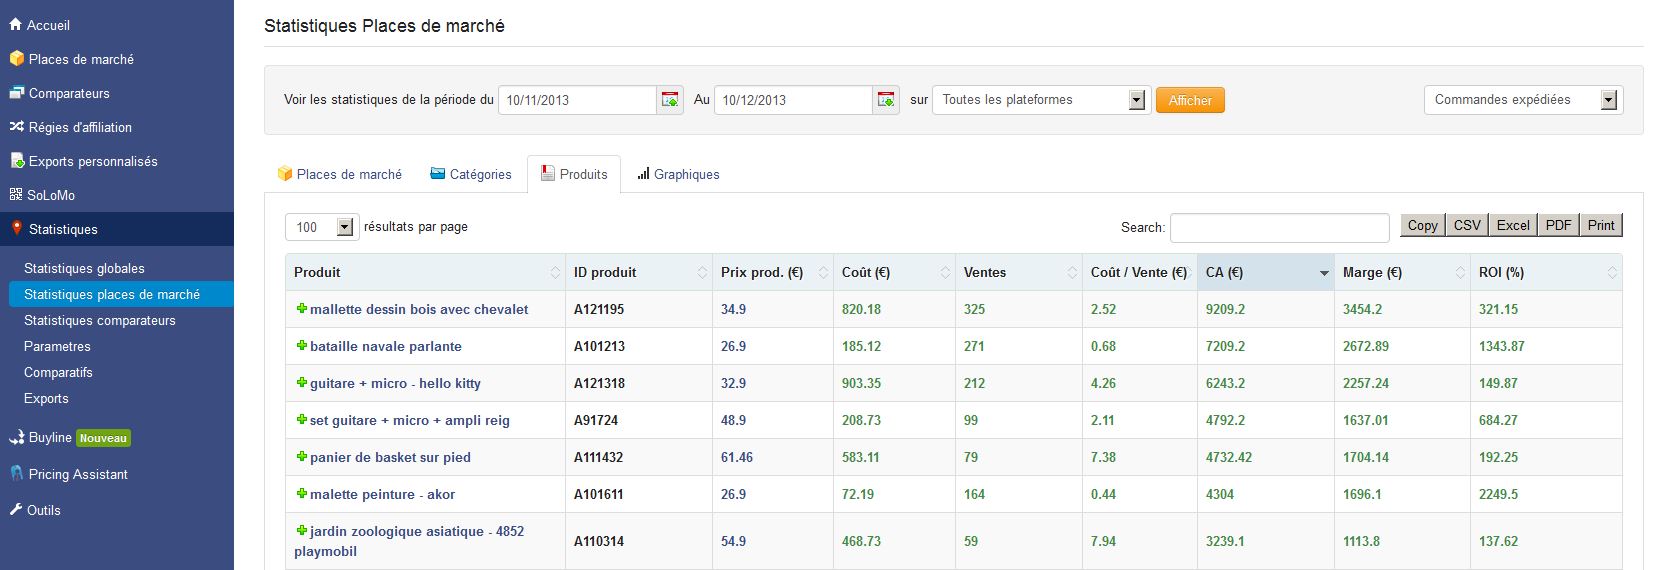 Accueil
Places de marché
Comparateurs
Régies d'affiliation
Exports personnalisés
SoLoMo
Statistiques
Statistiques globales
Statistiques places de marché
Statistiques comparateurs
Parametres
Comparatifs
Exports
Buyline Nouveau
Pricing Assistant
Outils
Statistiques Places de marché
Voir les statistiques de la période du 10/11/2013 Au 10/12/2013 sur Toutes les plateformes Afficher Commandes expédiées
Places de marché Catégories Produits Graphiques
100 résultats par page Search: Copy CSV Excel PDF Print
Produit ID produit Prix prod. (€) Coût (€) Ventes Coût / Vente (€) CA (€) Marge (€) ROI (%)
mallette dessin bois avec chevalet A121195 34.9 820.18 325 2.52 9209.2 3454.2 321.15
bataille navale parlante A101213 26.9 185.12 271 0.68 7209.2 2672.89 1343.87
guitare + micro - hello kitty A121318 32.9 903.35 212 4.26 6243.2 2257.24 149.87
set guitare + micro + ampli reig A91724 48.9 208.73 99 2.11 4792.2 1637.01 684.27
panier de basket sur pied A111432 61.46 583.11 79 7.38 4732.42 1704.14 192.25
malette peinture - akor A101611 26.9 72.19 164 0.44 4304 1696.1 2249.5
jardin zoologique asiatique - 4852
playmobil A110314 54.9 468.73 59 7.94 3239.1 1113.8 137.62